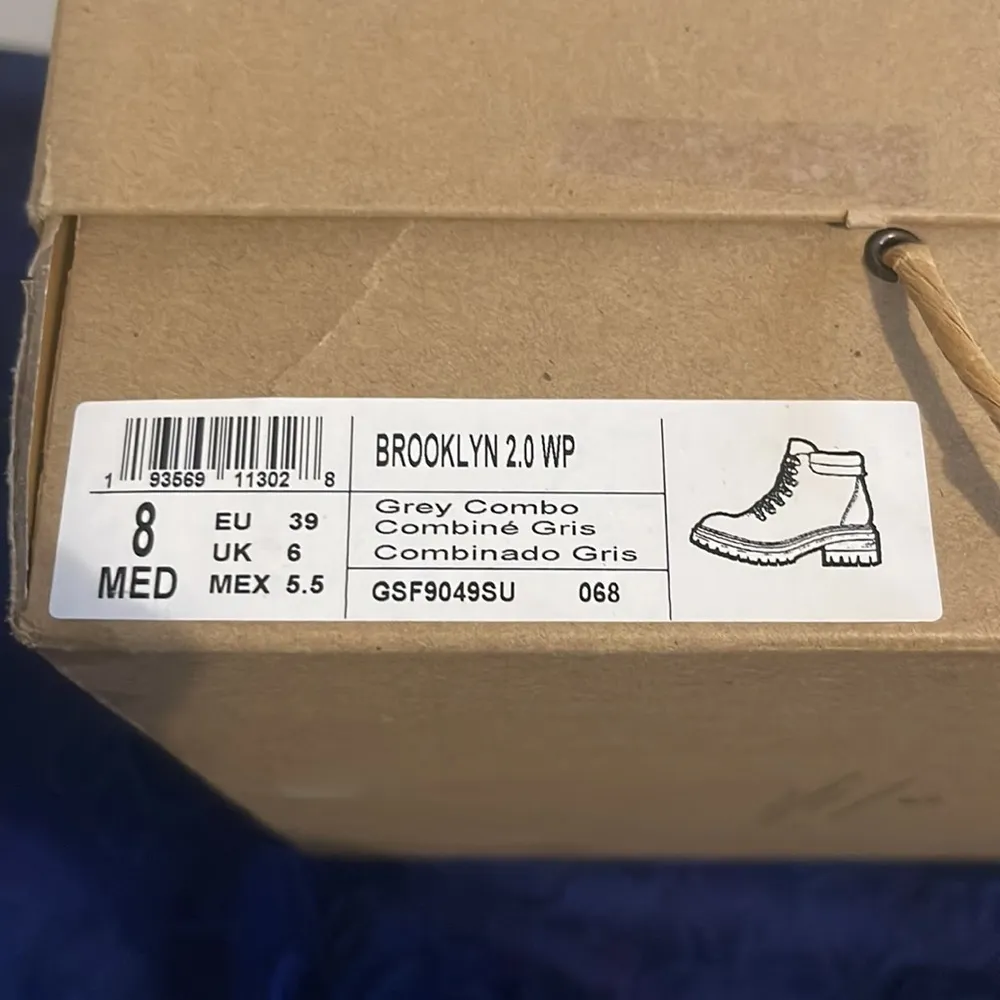 1 93569 11302 8
8
MED
EU 39
UK 6
MEX 5.5
BROOKLYN 2.0 WP
Grey Combo
Combiné Gris
Combinado Gris
GSF9049SU 068